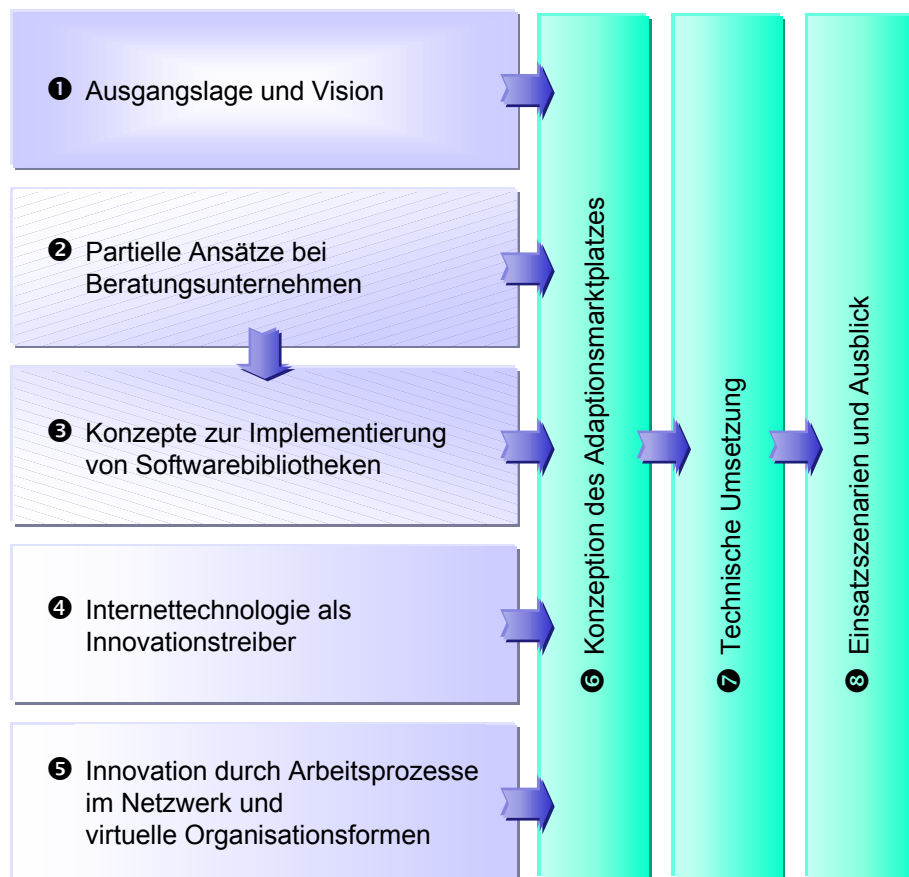 ❶ Ausgangslage und Vision
❷ Partielle Ansätze bei
Beratungsunternehmen
❸ Konzepte zur Implementierung
von Softwarebibliotheken
❹ Internettechnologie als
Innovationstreiber
❺ Innovation durch Arbeitsprozesse
im Netzwerk und
virtuelle Organisationsformen
❻ Konzeption des Adaptionsmarktplatzes
❼ Technische Umsetzung
❽ Einsatzszenarien und Ausblick